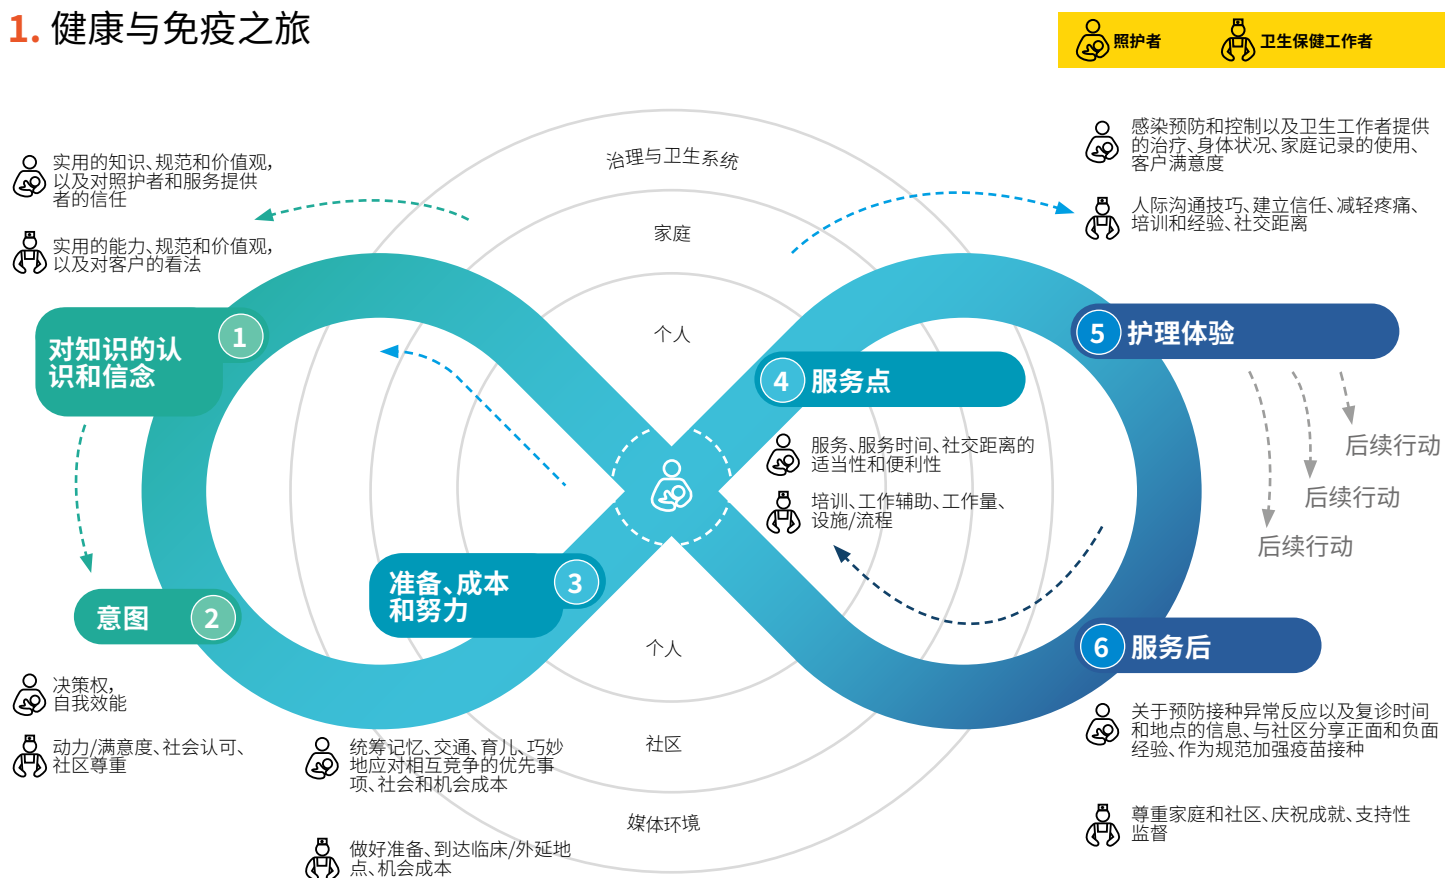 1. 健康与免疫之旅
照护者
卫生保健工作者
治理与卫生系统
家庭
个人
实用的知识、规范和价值观,
以及对照护者和服务提供
者的信任
实用的能力、规范和价值观,
以及对客户的看法
感染预防和控制以及卫生工作者提供
的治疗、身体状况、家庭记录的使用、
客户满意度
人际沟通技巧、建立信任、减轻疼痛、
培训和经验、社交距离
对知识的认
识和信念
1
5 护理体验
4 服务点
服务、服务时间、社交距离的
适当性和便利性
培训、工作辅助、工作量、
设施/流程
后续行动
后续行动
后续行动
意图 2
准备、成本
和努力
3
6 服务后
决策权,
自我效能
动力/满意度、社会认可、
社区尊重
统筹记忆、交通、育儿、巧妙
地应对相互竞争的优先事
项、社会和机会成本
做好准备、到达临床/外延地
点、机会成本
个人
社区
媒体环境
关于预防接种异常反应以及复诊时间
和地点的信息、与社区分享正面和负面
经验、作为规范加强疫苗接种
尊重家庭和社区、庆祝成就、支持性
监督